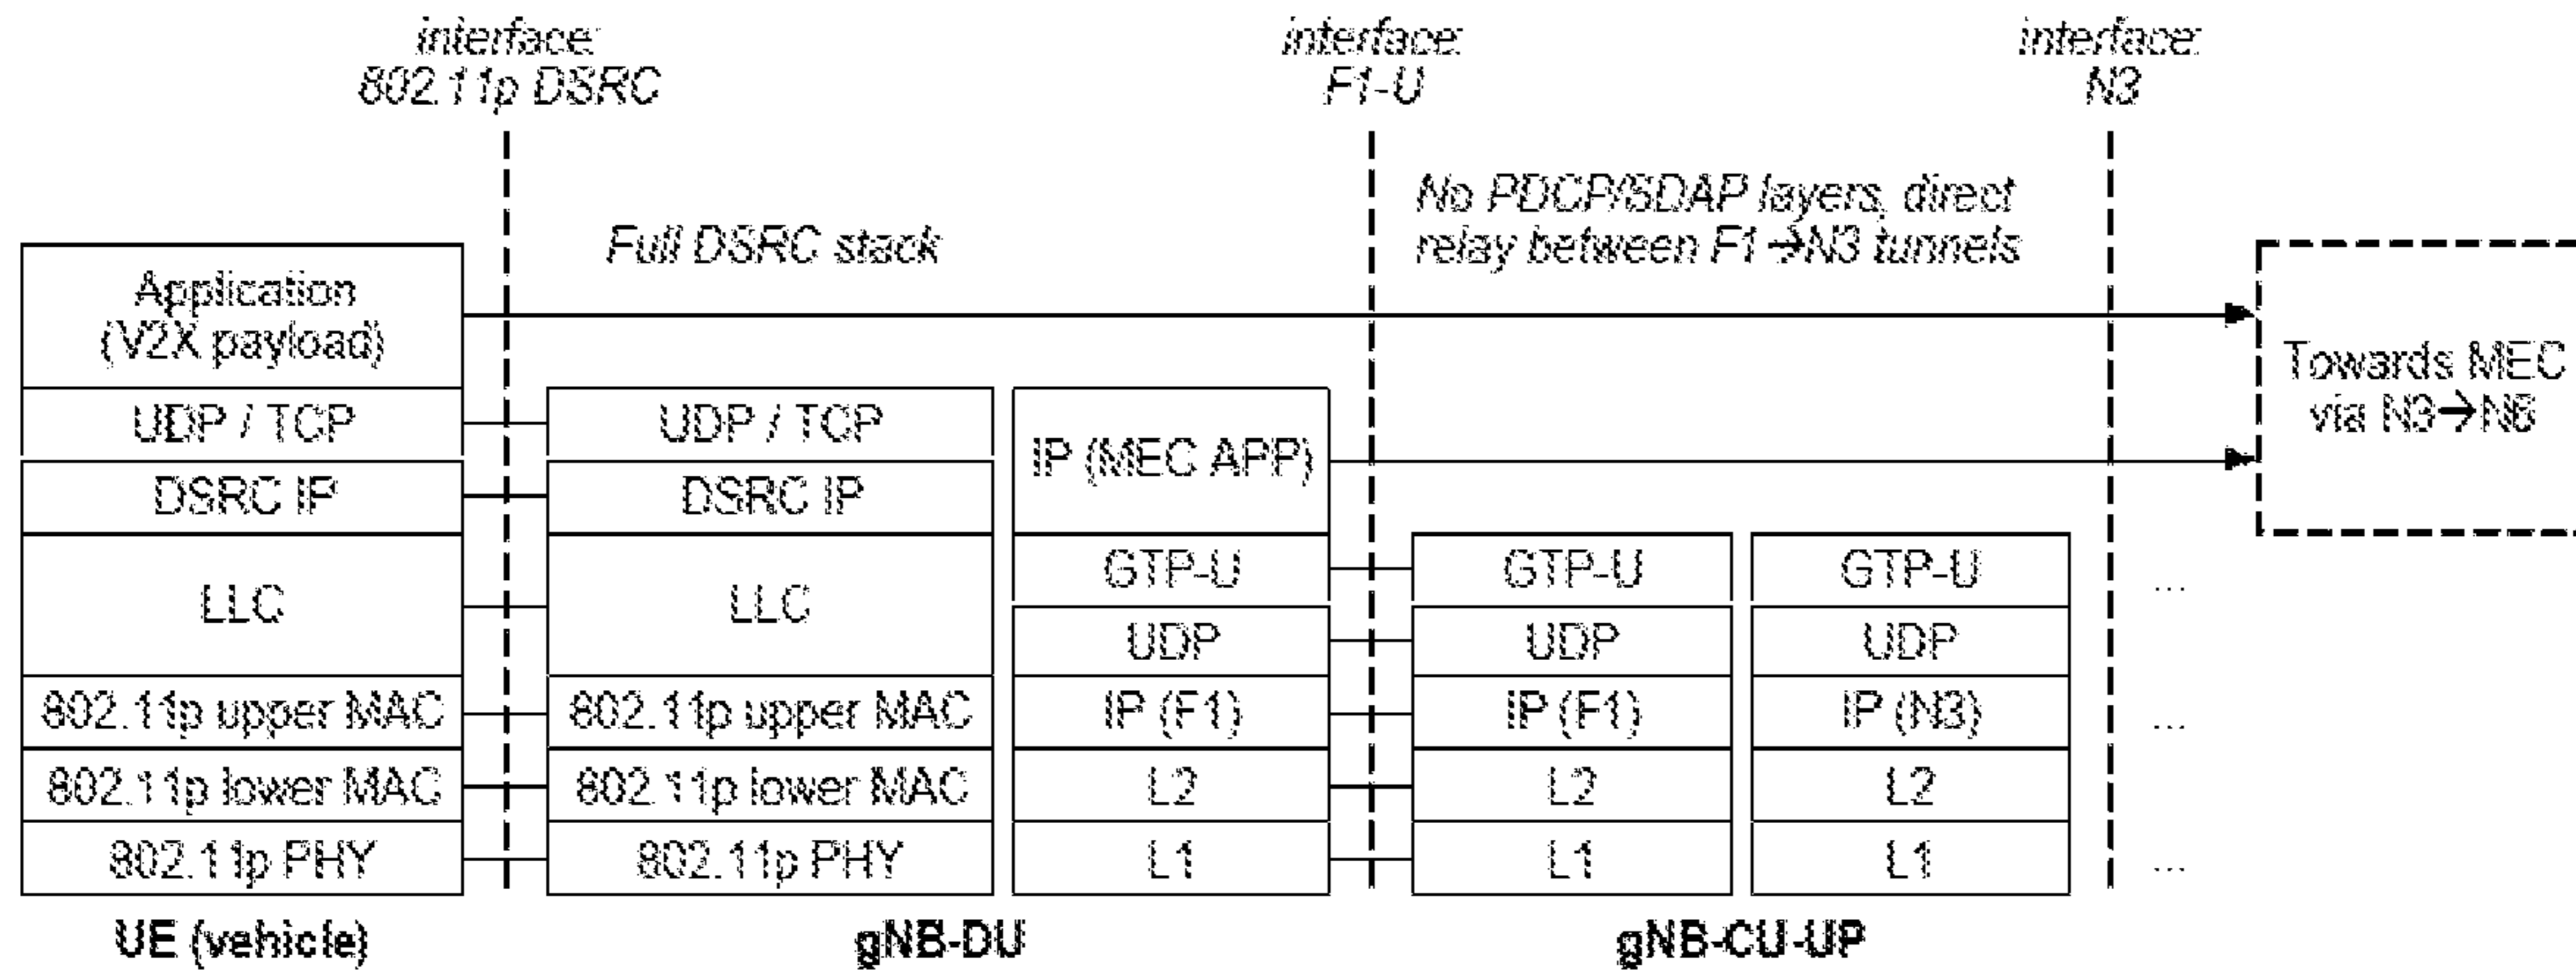 interface:
802.11p DSRC
interface:
F1-U
interface:
N3
Full DSRC stack
No PDCP/SDAP layers, direct
relay between F1→N3 tunnels
Application
(V2X payload)
UDP / TCP
DSRC IP
LLC
802.11p upper MAC
802.11p lower MAC
802.11p PHY
UE (vehicle)
UDP / TCP
DSRC IP
LLC
802.11p upper MAC
802.11p lower MAC
802.11p PHY
IP (MEC APP)
GTP-U
UDP
IP (F1)
L2
L1
gNB-DU
GTP-U
UDP
IP (F1)
L2
L1
GTP-U
UDP
IP (N3)
L2
L1
gNB-CU-UP
Towards MEC
via N3→N6
...
...
...